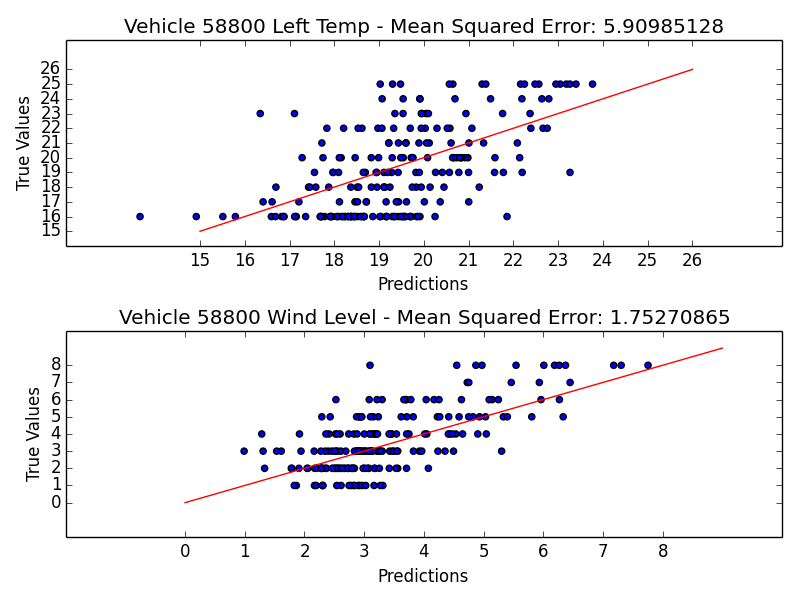 Vehicle 58800 Left Temp - Mean Squared Error: 5.90985128
True Values
26
25
24
23
22
21
20
19
18
17
16
15
15 16 17 18 19 20 21 22 23 24 25 26
Predictions
Vehicle 58800 Wind Level - Mean Squared Error: 1.75270865
True Values
8
7
6
5
4
3
2
1
0
0 1 2 3 4 5 6 7 8
Predictions